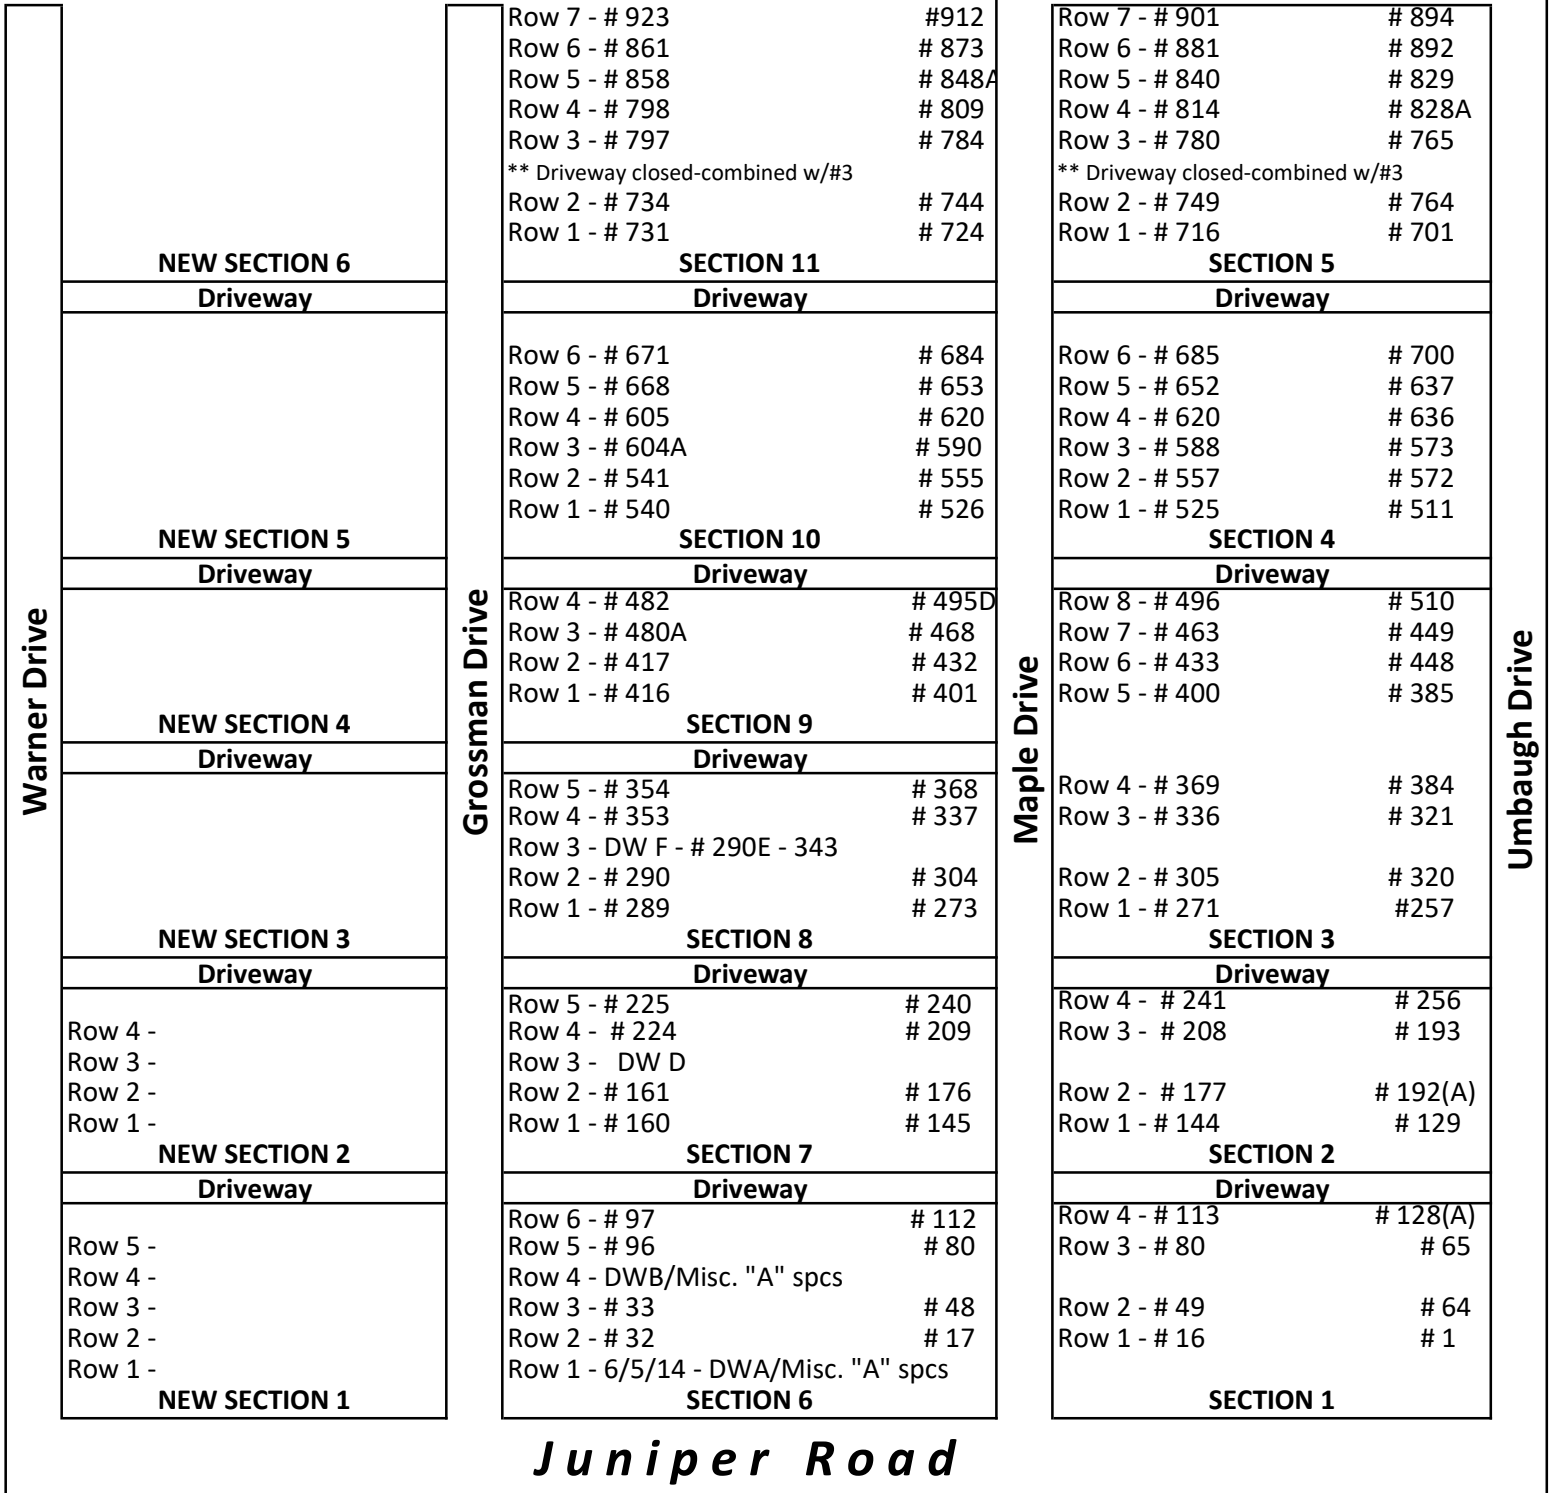 Row 7 - # 923 #912 Row 7 - # 901 # 894
Row 6 - # 861 # 873 Row 6 - # 881 # 892
Row 5 - # 858 # 848A Row 5 - # 840 # 829
Row 4 - # 798 # 809 Row 4 - # 814 # 828A
Row 3 - # 797 # 784 Row 3 - # 780 # 765
** Driveway closed-combined w/#3 ** Driveway closed-combined w/#3
Row 2 - # 734 # 744 Row 2 - # 749 # 764
Row 1 - # 731 # 724 Row 1 - # 716 # 701
NEW SECTION 6 SECTION 11 SECTION 5
Driveway Driveway Driveway
Row 6 - # 671 # 684 Row 6 - # 685 # 700
Row 5 - # 668 # 653 Row 5 - # 652 # 637
Row 4 - # 605 # 620 Row 4 - # 620 # 636
Row 3 - # 604A # 590 Row 3 - # 588 # 573
Row 2 - # 541 # 555 Row 2 - # 557 # 572
Row 1 - # 540 # 526 Row 1 - # 525 # 511
NEW SECTION 5 SECTION 10 SECTION 4
Driveway Driveway Driveway
Row 4 - # 482 # 495D Row 8 - # 496 # 510
Row 3 - # 480A # 468 Row 7 - # 463 # 449
Row 2 - # 417 # 432 Row 6 - # 433 # 448
Row 1 - # 416 # 401 Row 5 - # 400 # 385
NEW SECTION 4 SECTION 9
Driveway Driveway
Warner Drive
Grossman Drive
Maple Drive
Umbaugh Drive
Row 5 - # 354 # 368 Row 4 - # 369 # 384
Row 4 - # 353 # 337 Row 3 - # 336 # 321
Row 3 - DW F - # 290E - 343
Row 2 - # 290 # 304 Row 2 - # 305 # 320
Row 1 - # 289 # 273 Row 1 - # 271 #257
NEW SECTION 3 SECTION 8 SECTION 3
Driveway Driveway Driveway
Row 5 - # 225 # 240 Row 4 - # 241 # 256
Row 4 - Row 4 - # 224 # 209 Row 3 - # 208 # 193
Row 3 - Row 3 - DW D
Row 2 - Row 2 - # 161 # 176 Row 2 - # 177 # 192(A)
Row 1 - Row 1 - # 160 # 145 Row 1 - # 144 # 129
NEW SECTION 2 SECTION 7 SECTION 2
Driveway Driveway Driveway
Row 6 - # 97 # 112 Row 4 - # 113 # 128(A)
Row 5 - Row 5 - # 96 # 80 Row 3 - # 80 # 65
Row 4 - Row 4 - DWB/Misc. "A" spcs
Row 3 - Row 3 - # 33 # 48 Row 2 - # 49 # 64
Row 2 - Row 2 - # 32 # 17 Row 1 - # 16 # 1
Row 1 - Row 1 - 6/5/14 - DWA/Misc. "A" spcs
NEW SECTION 1 SECTION 6 SECTION 1
Juniper Road